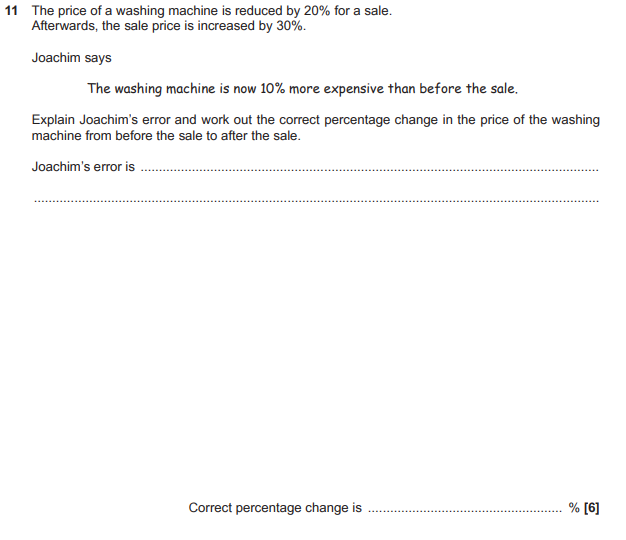 11 The price of a washing machine is reduced by 20% for a sale.
Afterwards, the sale price is increased by 30%.
Joachim says
The washing machine is now 10% more expensive than before the sale.
Explain Joachim's error and work out the correct percentage change in the price of the washing
machine from before the sale to after the sale.
Joachim's error is ..............................................................................................................................
..........................................................................................................................................................
Correct percentage change is ..................................................... % [6]